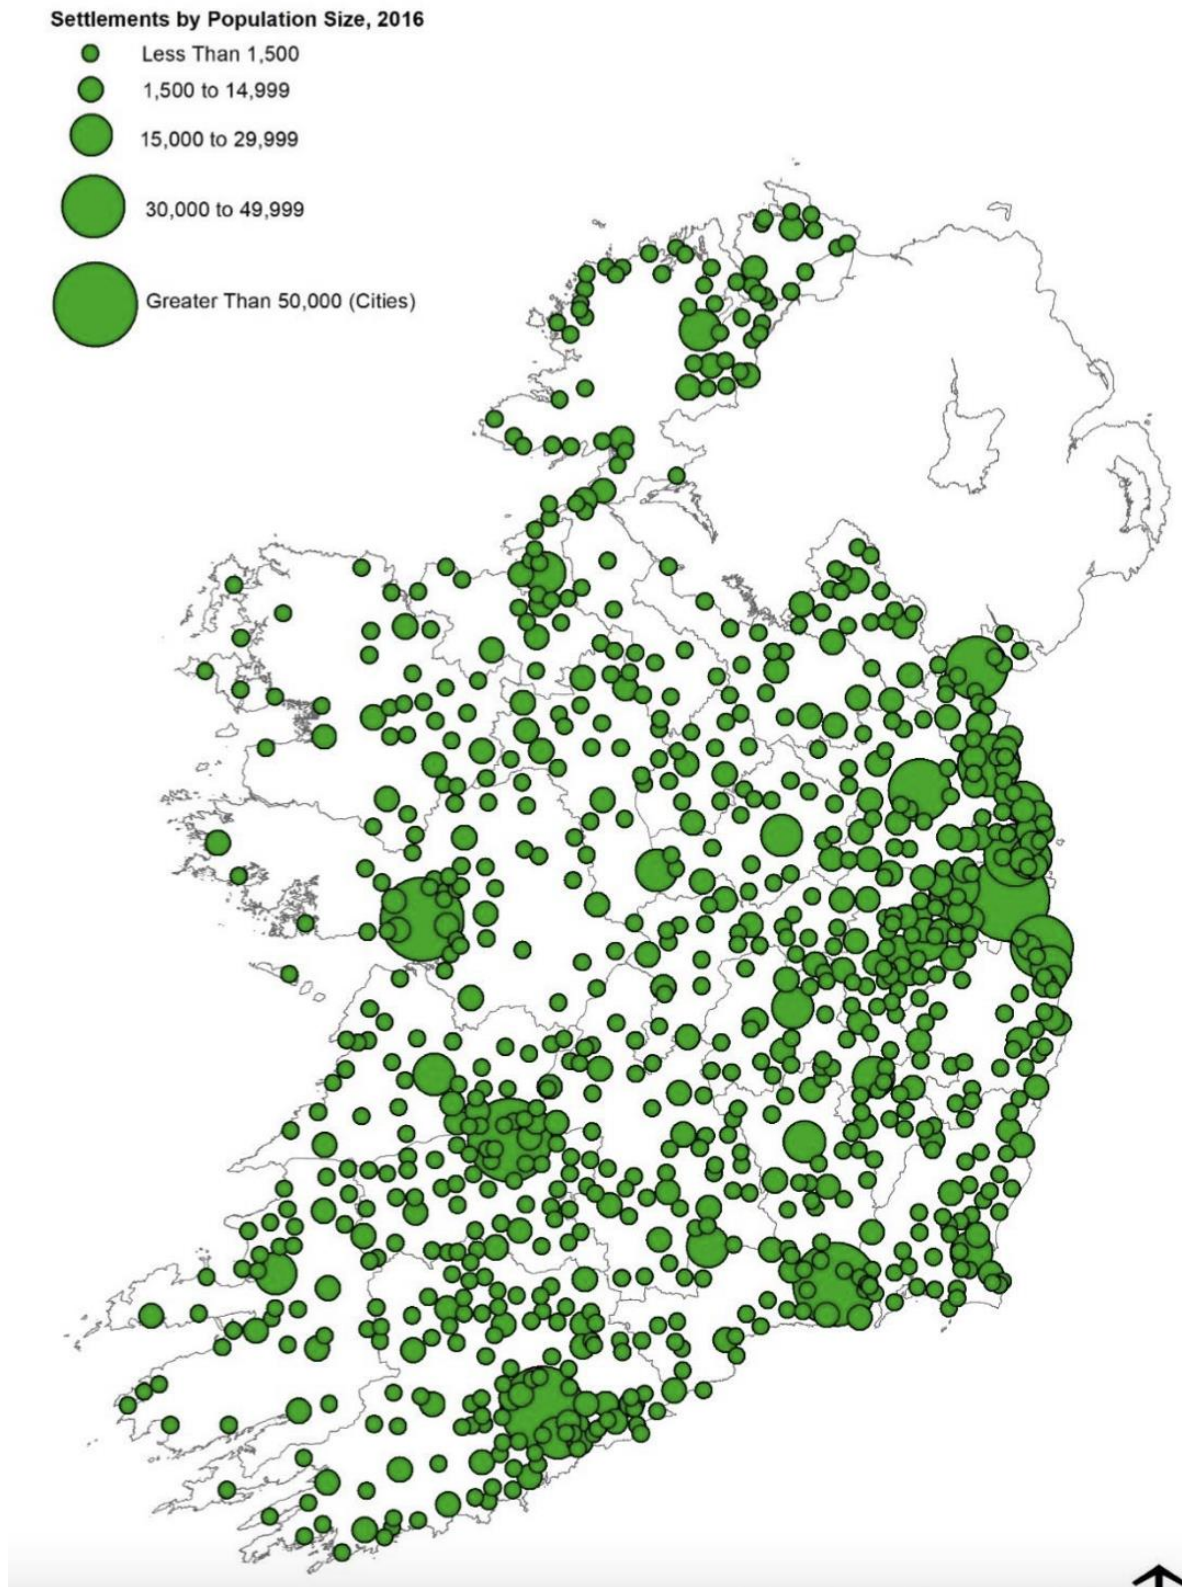 Settlements by Population Size, 2016
Less Than 1,500
1,500 to 14,999
15,000 to 29,999
30,000 to 49,999
Greater Than 50,000 (Cities)